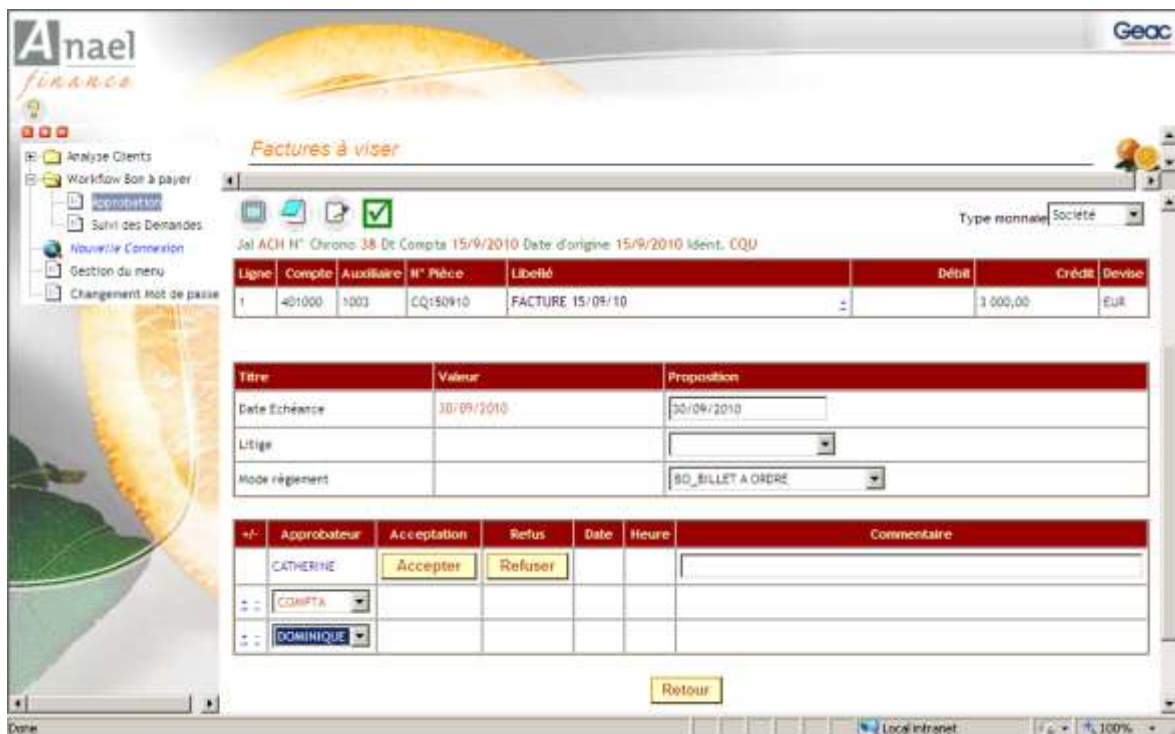 Anael
finance
Geac
Analyse Clients
Workflow Bon à payer
Approbation
Suivi des Demandes
Nouvelle Connexion
Gestion du menu
Changement Mot de passe
Factures à viser
Type monnaie Société
Jal ACH N° Chrono 38 Dt Compta 15/9/2010 Date d'origine 15/9/2010 Ident. CQU
Ligne Compte Auxiliaire N° Pièce Libellé Débit Crédit Devise
1 401000 1003 CQ150910 FACTURE 15/09/10 3 000,00 EUR
Titre Valeur Proposition
Date Echéance 30/09/2010 30/09/2010
Litige
Mode réglement BO_BILLET A ORDRE
+/- Approbateur Acceptation Refus Date Heure Commentaire
CATHERINE Accepter Refuser
+ - COMPTA
+ - DOMINIQUE
Retour
Done Local intranet 100%